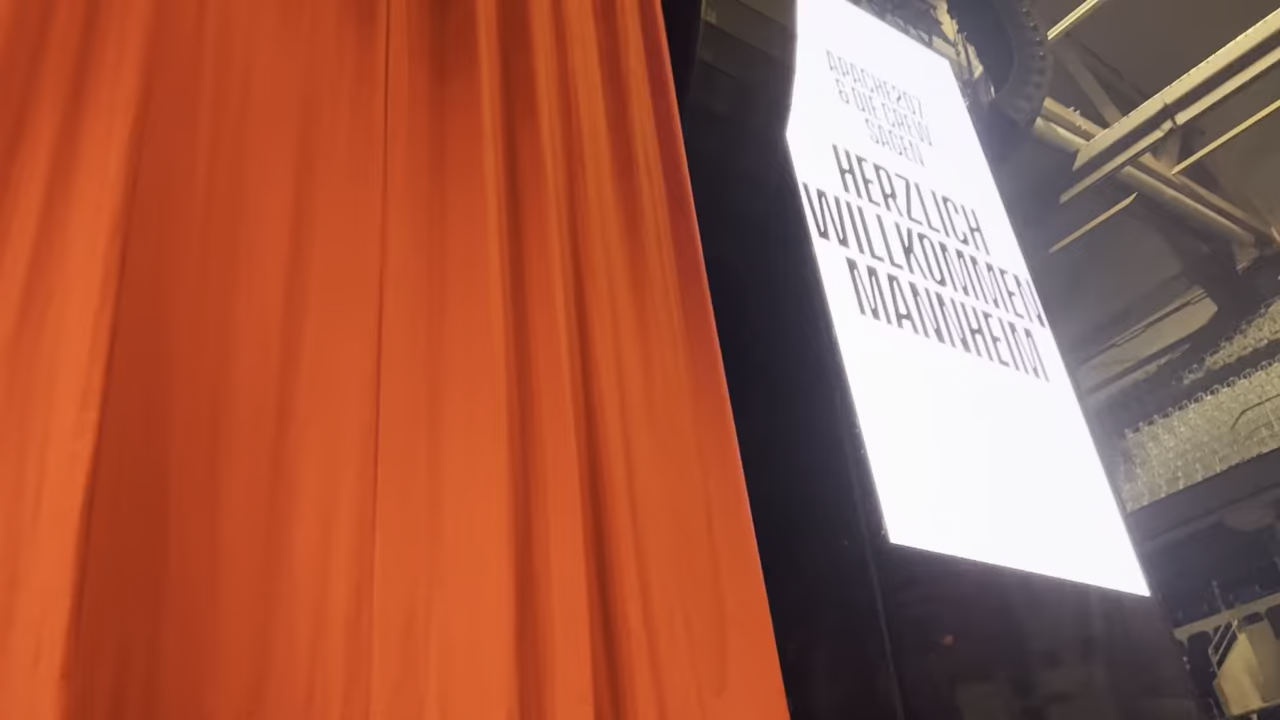 APACHE207
& DIE CREW
SAGEN
HERZLICH
WILLKOMMEN
MANNHEIM